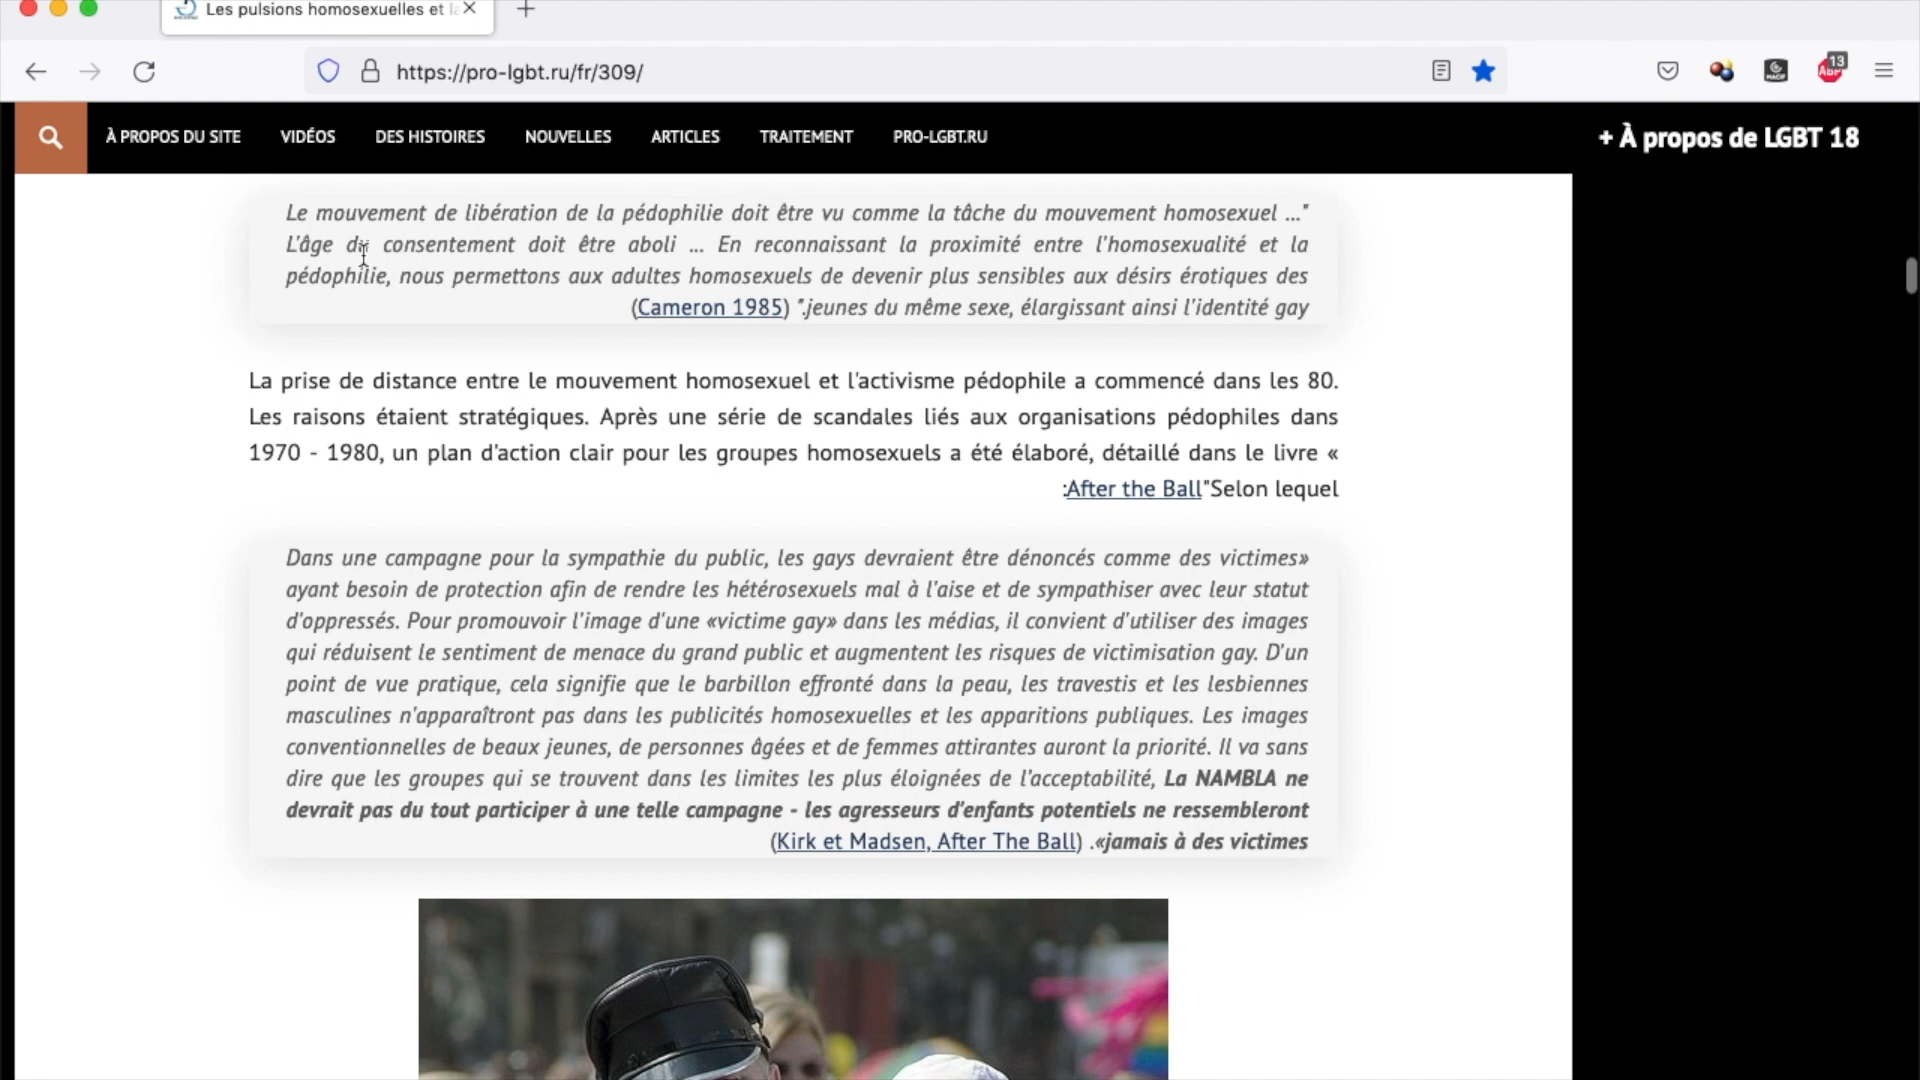 Les pulsions homosexuelles et la
https://pro-lgbt.ru/fr/309/
13
ABP
À PROPOS DU SITE VIDÉOS DES HISTOIRES NOUVELLES ARTICLES TRAITEMENT PRO-LGBT.RU + À propos de LGBT 18
Le mouvement de libération de la pédophilie doit être vu comme la tâche du mouvement homosexuel ..."
L'âge du consentement doit être aboli ... En reconnaissant la proximité entre l'homosexualité et la
pédophilie, nous permettons aux adultes homosexuels de devenir plus sensibles aux désirs érotiques des
(Cameron 1985) ".jeunes du même sexe, élargissant ainsi l'identité gay
La prise de distance entre le mouvement homosexuel et l'activisme pédophile a commencé dans les 80.
Les raisons étaient stratégiques. Après une série de scandales liés aux organisations pédophiles dans
1970 - 1980, un plan d'action clair pour les groupes homosexuels a été élaboré, détaillé dans le livre «
:After the Ball"Selon lequel
Dans une campagne pour la sympathie du public, les gays devraient être dénoncés comme des victimes»
ayant besoin de protection afin de rendre les hétérosexuels mal à l'aise et de sympathiser avec leur statut
d'oppressés. Pour promouvoir l'image d'une «victime gay» dans les médias, il convient d'utiliser des images
qui réduisent le sentiment de menace du grand public et augmentent les risques de victimisation gay. D'un
point de vue pratique, cela signifie que le barbillon effronté dans la peau, les travestis et les lesbiennes
masculines n'apparaîtront pas dans les publicités homosexuelles et les apparitions publiques. Les images
conventionnelles de beaux jeunes, de personnes âgées et de femmes attirantes auront la priorité. Il va sans
dire que les groupes qui se trouvent dans les limites les plus éloignées de l'acceptabilité, La NAMBLA ne
devrait pas du tout participer à une telle campagne - les agresseurs d'enfants potentiels ne ressembleront
(Kirk et Madsen, After The Ball) .«jamais à des victimes